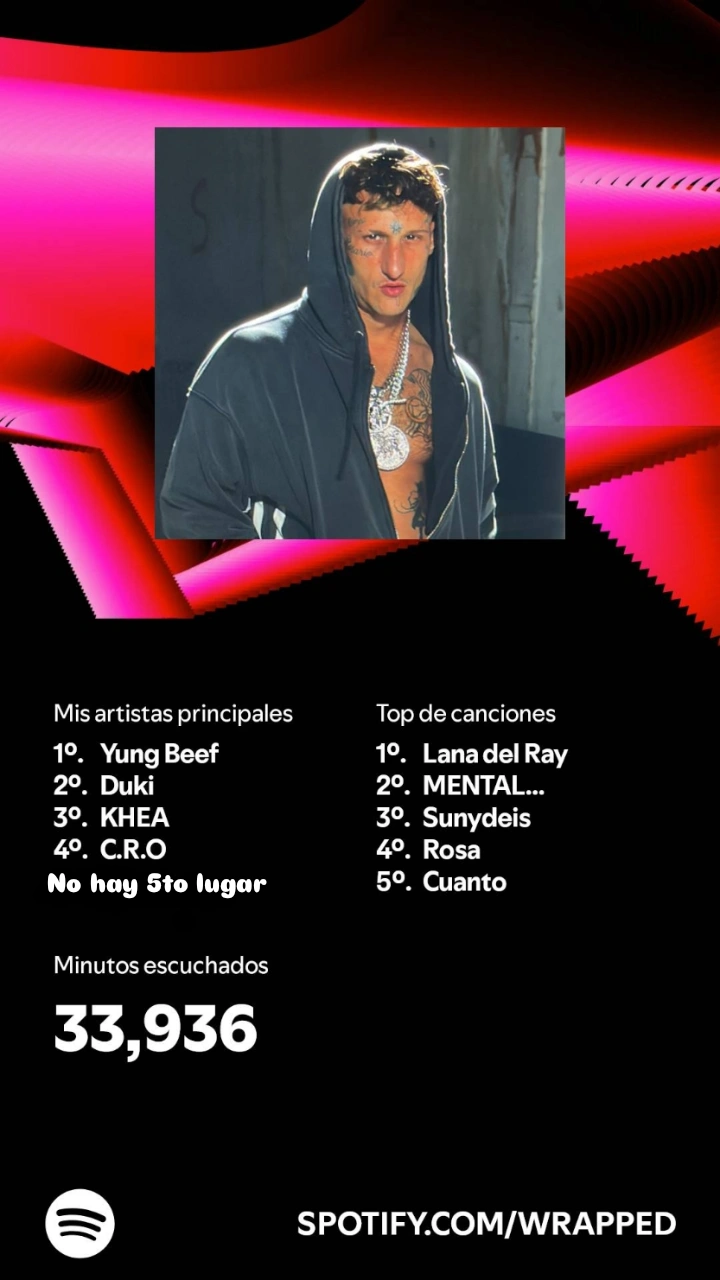 Mis artistas principales
1º. Yung Beef
2º. Duki
3º. KHEA
4º. C.R.O
No hay 5to lugar
Top de canciones
1º. Lana del Ray
2º. MENTAL...
3º. Sunydeis
4º. Rosa
5º. Cuanto
Minutos escuchados
33,936
SPOTIFY.COM/WRAPPED